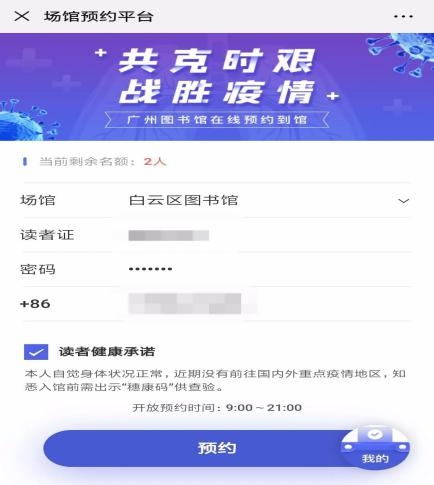 场馆预约平台
共克时艰
战胜疫情
广州图书馆在线预约到馆
当前剩余名额：2人
场馆 白云区图书馆
读者证
密码 •••••••
+86
读者健康承诺
本人自觉身体状况正常，近期没有前往国内外重点疫情地区，知
悉入馆前需出示“穗康码”供查验。
开放预约时间：9:00～21:00
预约
我的